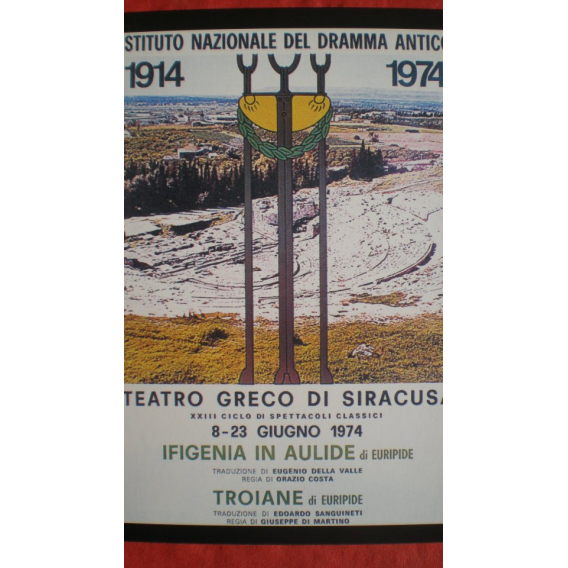 STITUTO NAZIONALE DEL DRAMMA ANTICO
1914 1974
TEATRO GRECO DI SIRACUSA
XXIII CICLO DI SPETTACOLI CLASSICI
8-23 GIUGNO 1974
IFIGENIA IN AULIDE di EURIPIDE
TRADUZIONE DI EUGENIO DELLA VALLE
REGIA DI ORAZIO COSTA
TROIANE di EURIPIDE
TRADUZIONE DI EDOARDO SANGUINETI
REGIA DI GIUSEPPE DI MARTINO